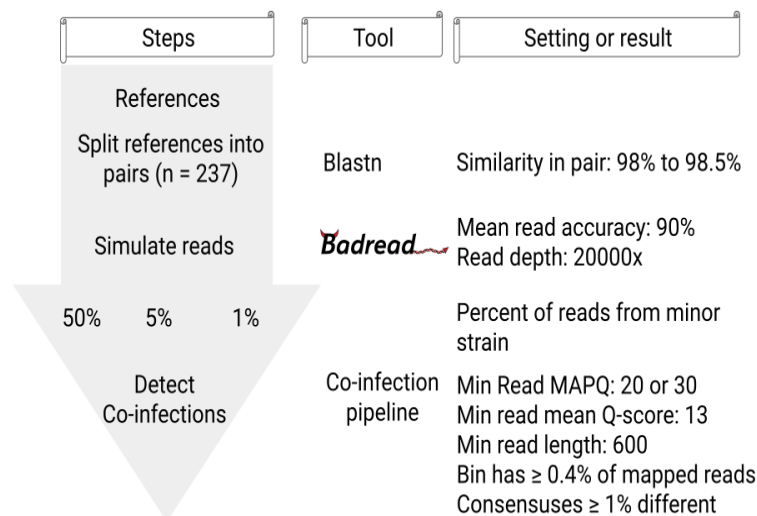 Steps
Tool
Setting or result
References
Split references into
pairs (n = 237)
Blastn
Similarity in pair: 98% to 98.5%
Simulate reads
Badread
Mean read accuracy: 90%
Read depth: 20000x
50%
5%
1%
Percent of reads from minor
strain
Detect
Co-infections
Co-infection
pipeline
Min Read MAPQ: 20 or 30
Min read mean Q-score: 13
Min read length: 600
Bin has ≥ 0.4% of mapped reads
Consensuses ≥ 1% different